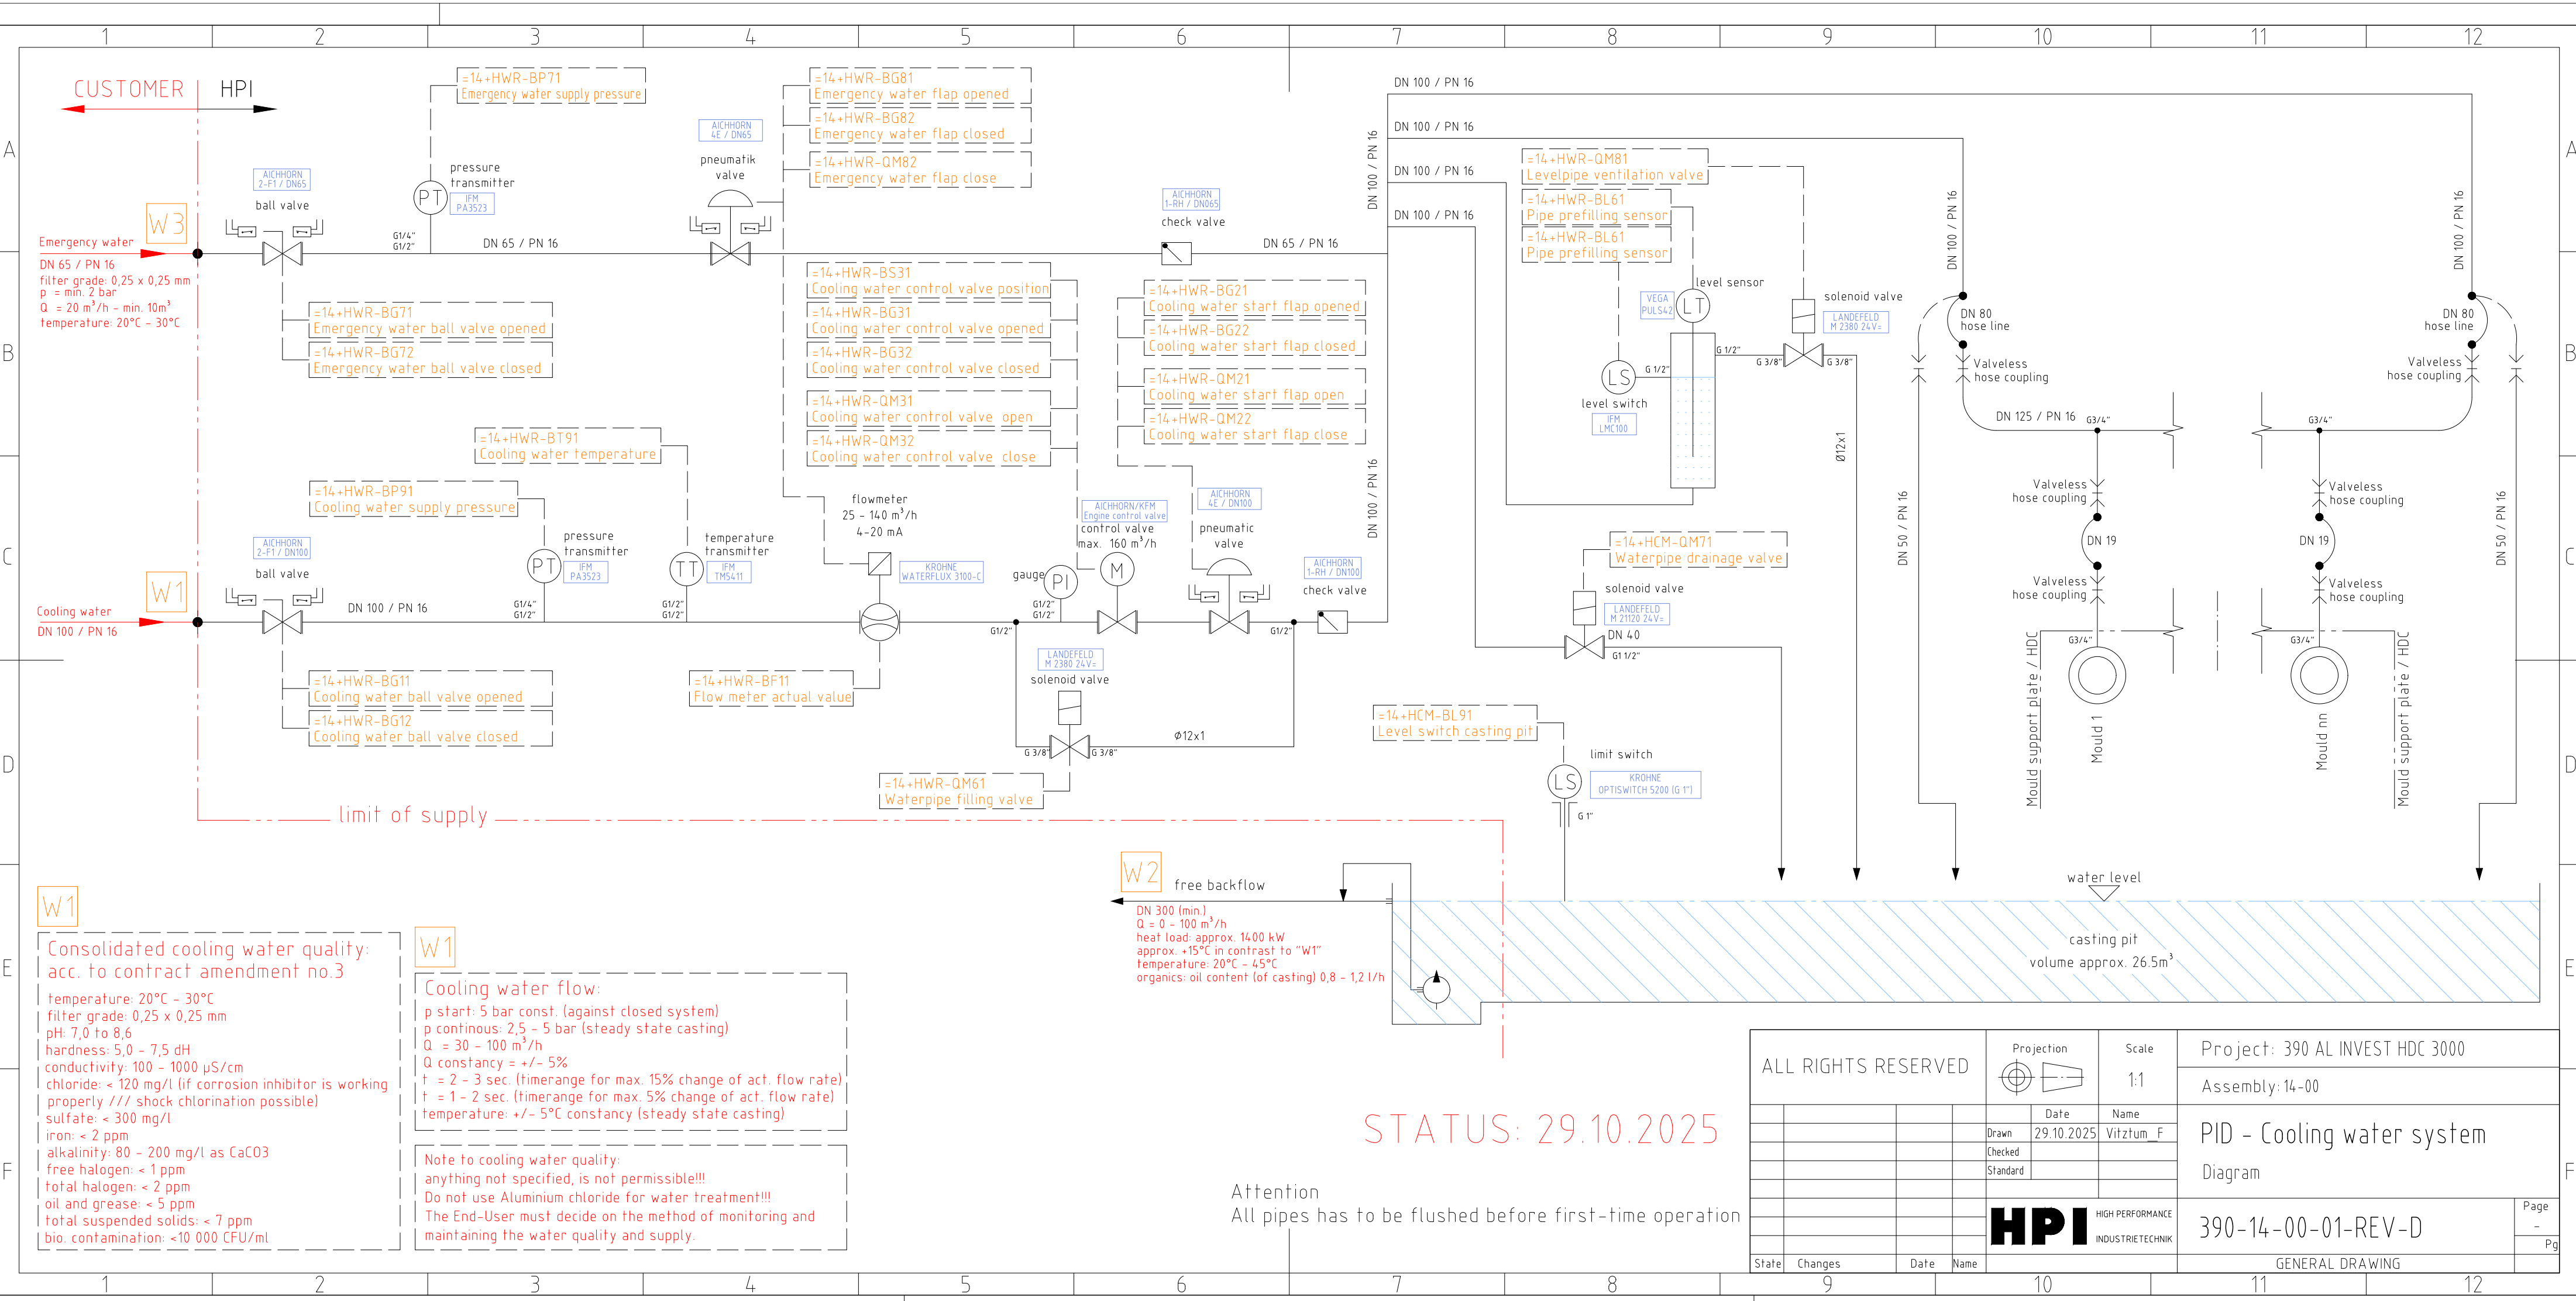 1 2 3 4 5 6 7 8 9 10 11 12
A
B
C
D
E
F
CUSTOMER HPI
=14+HWR-BP71
Emergency water supply pressure
=14+HWR-BG81
Emergency water flap opened
=14+HWR-BG82
Emergency water flap closed
=14+HWR-QM82
Emergency water flap close
AICHHORN
4E / DN65
pneumatik
valve
pressure
transmitter
PT
IFM
PA3523
AICHHORN
2-F1 / DN65
ball valve
W3
Emergency water
DN 65 / PN 16
filter grade: 0,25 x 0,25 mm
p = min. 2 bar
Q = 20 m³/h - min. 10m³
temperature: 20°C - 30°C
G1/4"
G1/2"
DN 65 / PN 16
AICHHORN
1-RH / DN065
check valve
DN 65 / PN 16
=14+HWR-BG71
Emergency water ball valve opened
=14+HWR-BG72
Emergency water ball valve closed
=14+HWR-BS31
Cooling water control valve position
=14+HWR-BG31
Cooling water control valve opened
=14+HWR-BG32
Cooling water control valve closed
=14+HWR-QM31
Cooling water control valve open
=14+HWR-QM32
Cooling water control valve close
=14+HWR-BG21
Cooling water start flap opened
=14+HWR-BG22
Cooling water start flap closed
=14+HWR-QM21
Cooling water start flap open
=14+HWR-QM22
Cooling water start flap close
=14+HWR-BT91
Cooling water temperature
=14+HWR-BP91
Cooling water supply pressure
AICHHORN
2-F1 / DN100
ball valve
W1
Cooling water
DN 100 / PN 16
DN 100 / PN 16
pressure
transmitter
PT
IFM
PA3523
G1/4"
G1/2"
temperature
transmitter
TT
IFM
TM5411
G1/2"
G1/2"
flowmeter
25 - 140 m³/h
4-20 mA
KROHNE
WATERFLUX 3100-C
gauge
PI
G1/2"
G1/2"
G1/2"
AICHHORN/KFM
Engine control valve
control valve
max. 160 m³/h
M
AICHHORN
4E / DN100
pneumatic
valve
G1/2"
AICHHORN
1-RH / DN100
check valve
=14+HWR-BG11
Cooling water ball valve opened
=14+HWR-BG12
Cooling water ball valve closed
=14+HWR-BF11
Flow meter actual value
LANDEFELD
M 2380 24V=
solenoid valve
G 3/8"
G 3/8"
Ø12x1
=14+HWR-QM61
Waterpipe filling valve
limit of supply
DN 100 / PN 16
DN 100 / PN 16
DN 100 / PN 16
DN 100 / PN 16
DN 100 / PN 16
DN 100 / PN 16
=14+HWR-QM81
Levelpipe ventilation valve
=14+HWR-BL61
Pipe prefilling sensor
=14+HWR-BL61
Pipe prefilling sensor
level sensor
VEGA
PULS42
LT
solenoid valve
LANDEFELD
M 2380 24V=
G 1/2"
G 3/8"
G 3/8"
LS
G 1/2"
level switch
IFM
LMC100
Ø12x1
=14+HCM-QM71
Waterpipe drainage valve
solenoid valve
LANDEFELD
M 21120 24V=
DN 40
G1 1/2"
=14+HCM-BL91
Level switch casting pit
limit switch
LS
KROHNE
OPTISWITCH 5200 (G 1")
G 1"
DN 100 / PN 16
DN 100 / PN 16
DN 80
hose line
DN 80
hose line
Valveless
hose coupling
Valveless
hose coupling
DN 125 / PN 16
G3/4"
G3/4"
DN 50 / PN 16
DN 50 / PN 16
Valveless
hose coupling
Valveless
hose coupling
DN 19
DN 19
Valveless
hose coupling
Valveless
hose coupling
G3/4"
G3/4"
Mould support plate / HDC
Mould 1
Mould nn
Mould support plate / HDC
W2
free backflow
DN 300 (min.)
Q = 0 - 100 m³/h
heat load: approx. 1400 kW
approx. +15°C in contrast to "W1"
temperature: 20°C - 45°C
organics: oil content (of casting) 0,8 - 1,2 l/h
water level
casting pit
volume approx. 26.5m³
W1
Consolidated cooling water quality:
acc. to contract amendment no.3
temperature: 20°C - 30°C
filter grade: 0,25 x 0,25 mm
pH: 7,0 to 8,6
hardness: 5,0 - 7,5 dH
conductivity: 100 - 1000 µS/cm
chloride: < 120 mg/l (if corrosion inhibitor is working
properly /// shock chlorination possible)
sulfate: < 300 mg/l
iron: < 2 ppm
alkalinity: 80 - 200 mg/l as CaCO3
free halogen: < 1 ppm
total halogen: < 2 ppm
oil and grease: < 5 ppm
total suspended solids: < 7 ppm
bio. contamination: <10 000 CFU/ml
W1
Cooling water flow:
p start: 5 bar const. (against closed system)
p continous: 2,5 - 5 bar (steady state casting)
Q = 30 - 100 m³/h
Q constancy = +/- 5%
t = 2 - 3 sec. (timerange for max. 15% change of act. flow rate)
t = 1 - 2 sec. (timerange for max. 5% change of act. flow rate)
temperature: +/- 5°C constancy (steady state casting)
Note to cooling water quality:
anything not specified, is not permissible!!!
Do not use Aluminium chloride for water treatment!!!
The End-User must decide on the method of monitoring and
maintaining the water quality and supply.
STATUS: 29.10.2025
Attention
All pipes has to be flushed before first-time operation
ALL RIGHTS RESERVED
Projection
Scale
1:1
Project: 390 AL INVEST HDC 3000
Assembly: 14-00
Date Name
Drawn 29.10.2025 Vitztum_F
Checked
Standard
PID - Cooling water system
Diagram
HPI HIGH PERFORMANCE
INDUSTRIETECHNIK
390-14-00-01-REV-D
Page
-
Pg
State Changes Date Name
GENERAL DRAWING
1 2 3 4 5 6 7 8 9 10 11 12
A
B
C
D
E
F